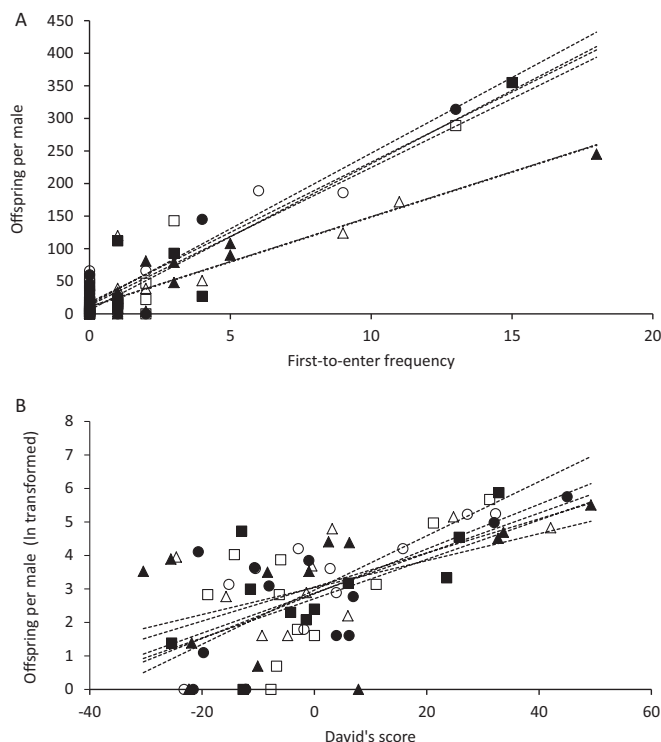 A
450
400
350
300
250
200
150
100
50
0
Offspring per male
0 5 10 15 20
First-to-enter frequency
B
8
7
6
5
4
3
2
1
0
Offspring per male (ln transformed)
-40 -20 0 20 40 60
David's score